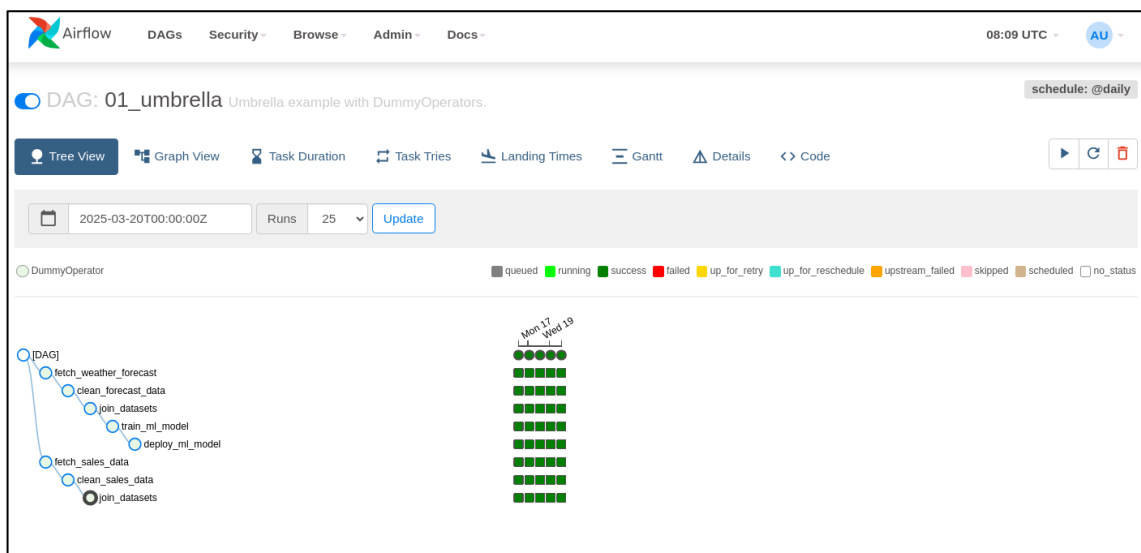 Airflow DAGs Security Browse Admin Docs 08:09 UTC AU
schedule: @daily
DAG: 01_umbrella Umbrella example with DummyOperators.
Tree View Graph View Task Duration Task Tries Landing Times Gantt Details <> Code
2025-03-20T00:00:00Z Runs 25 Update
DummyOperator queued running success failed up_for_retry up_for_reschedule upstream_failed skipped scheduled no_status
Mon 17 Wed 19
[DAG]
fetch_weather_forecast
clean_forecast_data
join_datasets
train_ml_model
deploy_ml_model
fetch_sales_data
clean_sales_data
join_datasets